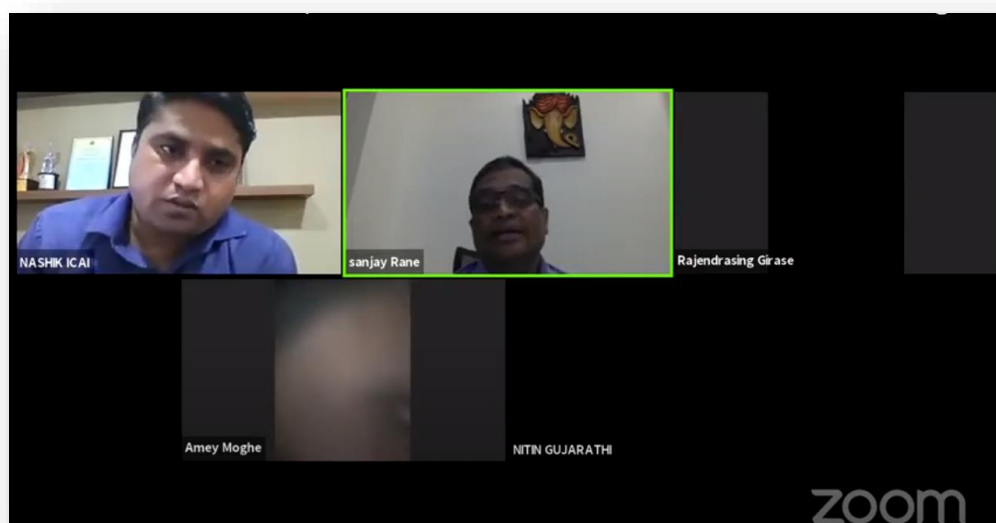 NASHIK ICAI
sanjay Rane
Rajendrasing Girase
Amey Moghe
NITIN GUJARATHI
zoom